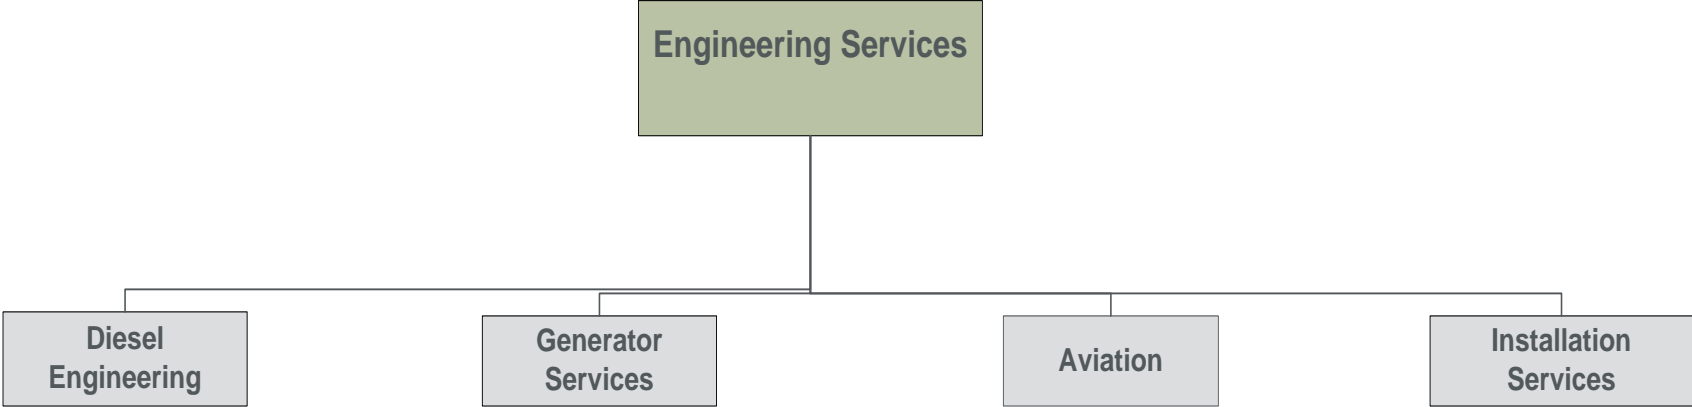 Engineering Services
Diesel
Engineering
Generator
Services
Aviation
Installation
Services